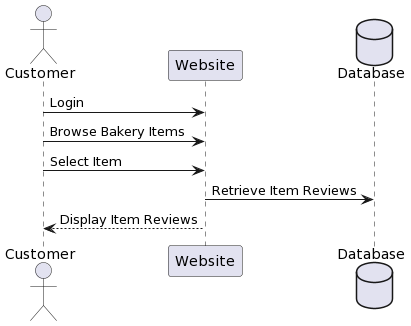 Customer
Website
Database
Login
Browse Bakery Items
Select Item
Retrieve Item Reviews
Display Item Reviews
Customer
Website
Database